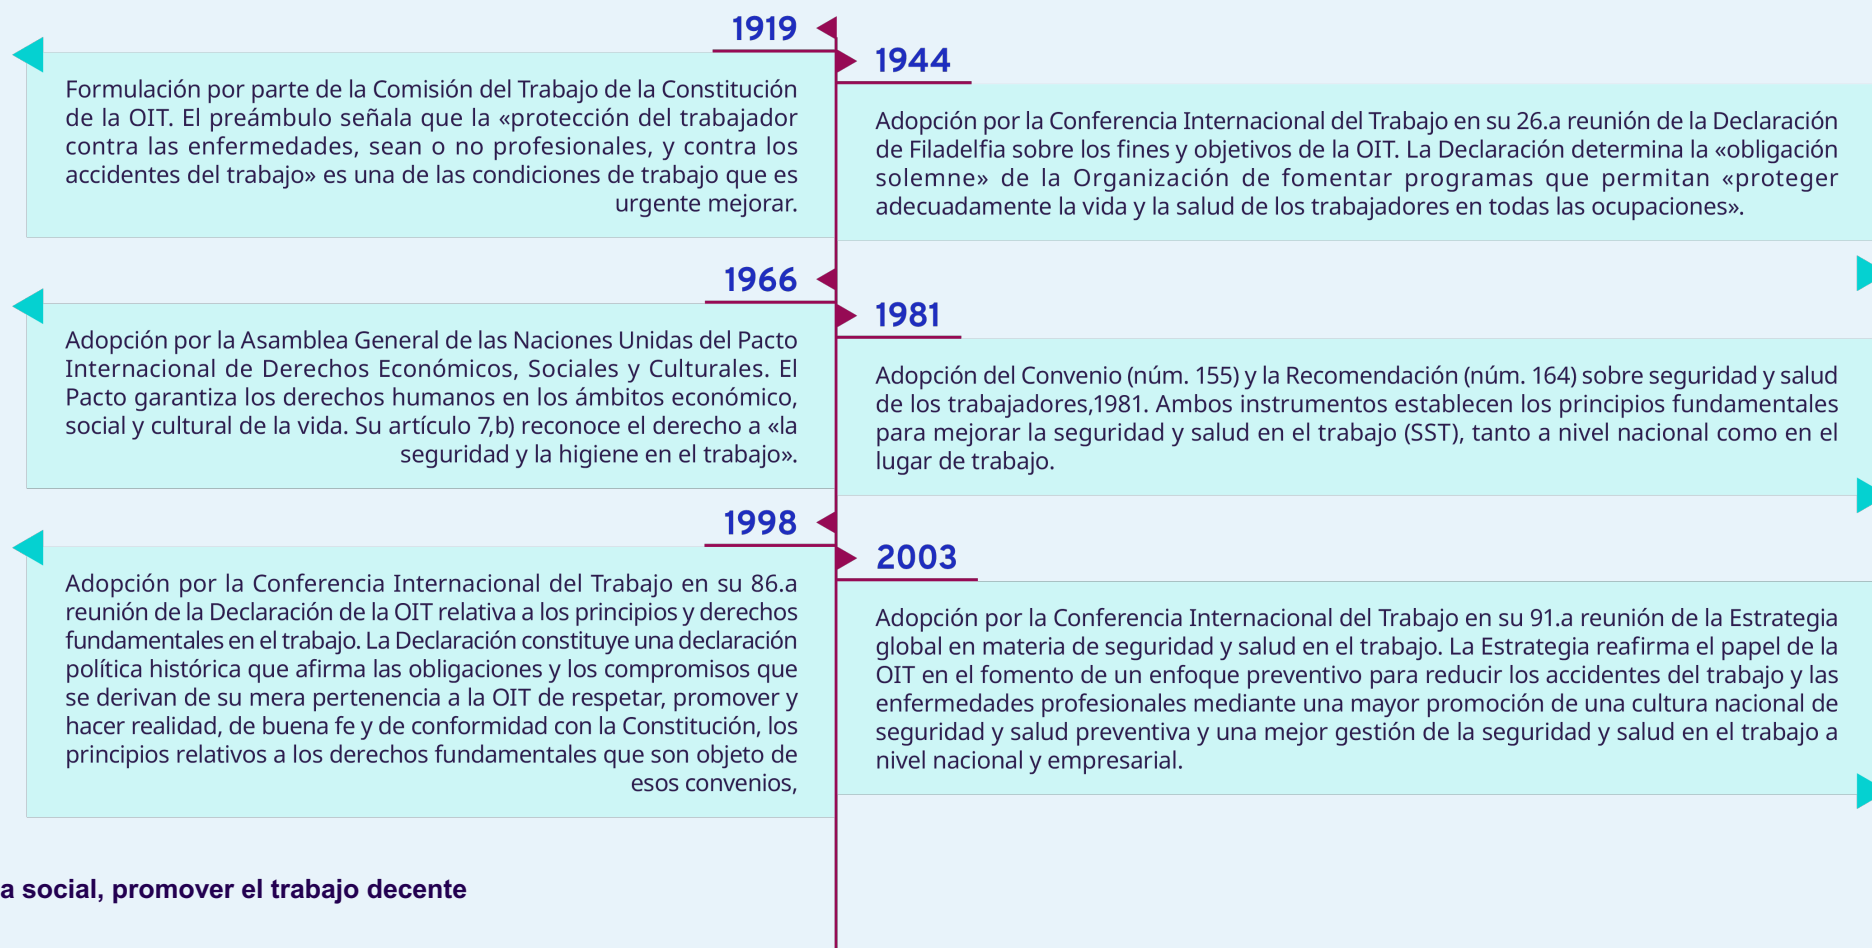 1919
Formulación por parte de la Comisión del Trabajo de la Constitución
de la OIT. El preámbulo señala que la «protección del trabajador
contra las enfermedades, sean o no profesionales, y contra los
accidentes del trabajo» es una de las condiciones de trabajo que es
urgente mejorar.
1944
Adopción por la Conferencia Internacional del Trabajo en su 26.a reunión de la Declaración
de Filadelfia sobre los fines y objetivos de la OIT. La Declaración determina la «obligación
solemne» de la Organización de fomentar programas que permitan «proteger
adecuadamente la vida y la salud de los trabajadores en todas las ocupaciones».
1966
Adopción por la Asamblea General de las Naciones Unidas del Pacto
Internacional de Derechos Económicos, Sociales y Culturales. El
Pacto garantiza los derechos humanos en los ámbitos económico,
social y cultural de la vida. Su artículo 7,b) reconoce el derecho a «la
seguridad y la higiene en el trabajo».
1981
Adopción del Convenio (núm. 155) y la Recomendación (núm. 164) sobre seguridad y salud
de los trabajadores,1981. Ambos instrumentos establecen los principios fundamentales
para mejorar la seguridad y salud en el trabajo (SST), tanto a nivel nacional como en el
lugar de trabajo.
1998
Adopción por la Conferencia Internacional del Trabajo en su 86.a
reunión de la Declaración de la OIT relativa a los principios y derechos
fundamentales en el trabajo. La Declaración constituye una declaración
política histórica que afirma las obligaciones y los compromisos que
se derivan de su mera pertenencia a la OIT de respetar, promover y
hacer realidad, de buena fe y de conformidad con la Constitución, los
principios relativos a los derechos fundamentales que son objeto de
esos convenios,
2003
Adopción por la Conferencia Internacional del Trabajo en su 91.a reunión de la Estrategia
global en materia de seguridad y salud en el trabajo. La Estrategia reafirma el papel de la
OIT en el fomento de un enfoque preventivo para reducir los accidentes del trabajo y las
enfermedades profesionales mediante una mayor promoción de una cultura nacional de
seguridad y salud preventiva y una mejor gestión de la seguridad y salud en el trabajo a
nivel nacional y empresarial.
a social, promover el trabajo decente